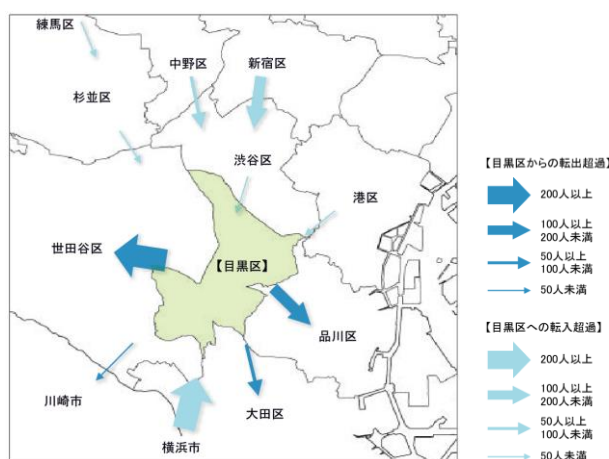 練馬区
中野区
新宿区
杉並区
渋谷区
港区
世田谷区
【目黒区】
品川区
川崎市
大田区
横浜市
【目黒区からの転出超過】
200人以上
100人以上
200人未満
50人以上
100人未満
50人未満
【目黒区への転入超過】
200人以上
100人以上
200人未満
50人以上
100人未満
50人未満